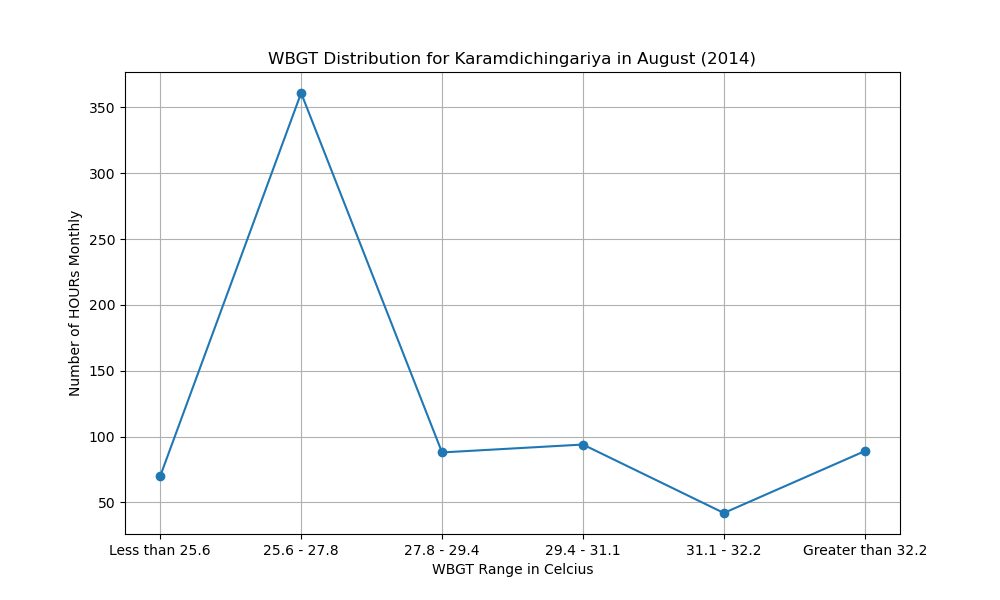 WBGT Distribution for Karamdichingariya in August (2014)
Number of HOURs Monthly
350
300
250
200
150
100
50
Less than 25.6
25.6 - 27.8
27.8 - 29.4
29.4 - 31.1
31.1 - 32.2
Greater than 32.2
WBGT Range in Celcius